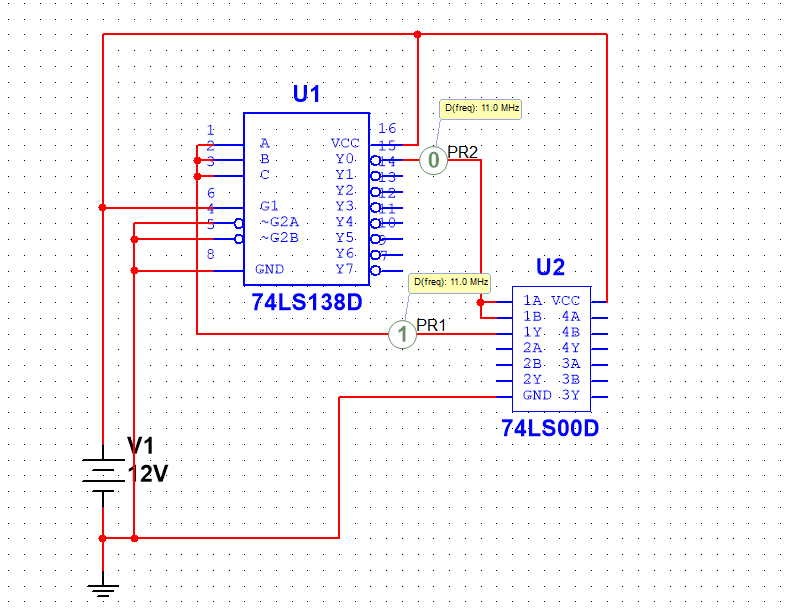 U1
D(freq): 11.0 MHz
PR2
1
2
3
6
4
5
8
A
B
C
G1
~G2A
~G2B
GND
VCC
Y0
Y1
Y2
Y3
Y4
Y5
Y6
Y7
16
15
14
13
12
11
10
9
7
0
74LS138D
D(freq): 11.0 MHz
PR1
1
U2
1A VCC
1B 4A
1Y 4B
2A 4Y
2B 3A
2Y 3B
GND 3Y
74LS00D
V1
12V